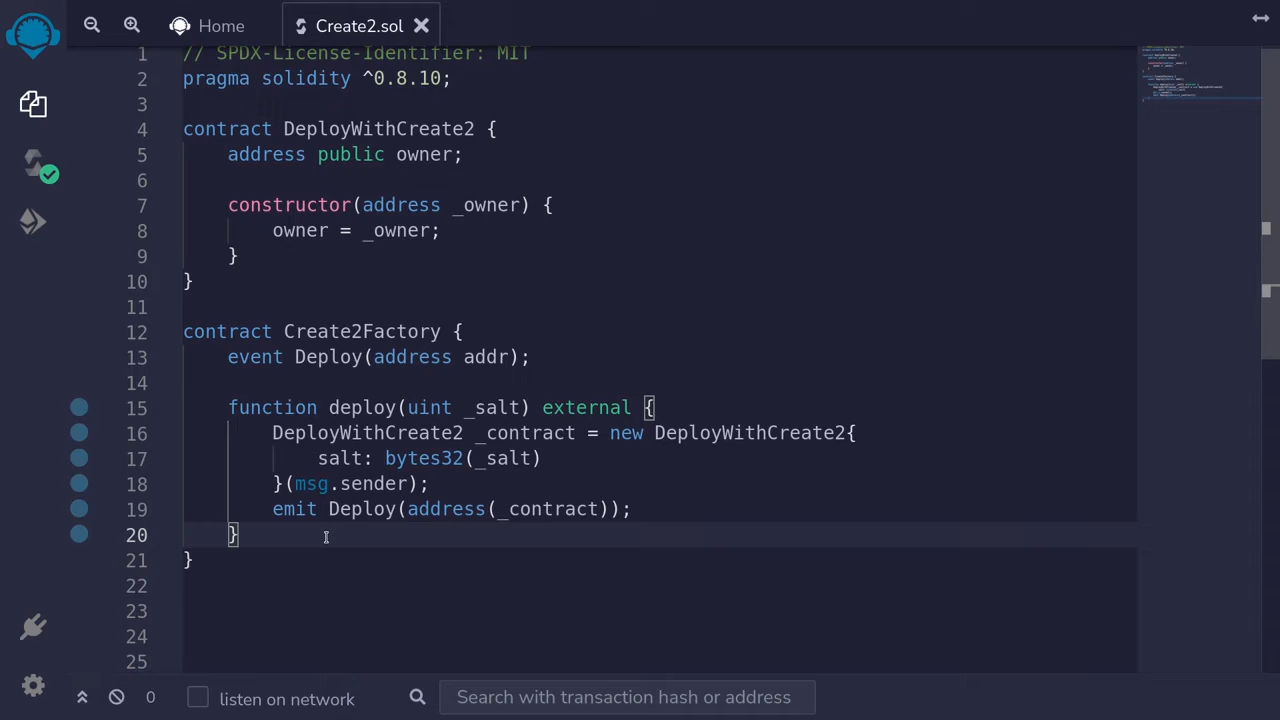 Home
Create2.sol
1 // SPDX-License-Identifier: MIT
2 pragma solidity ^0.8.10;
3
4 contract DeployWithCreate2 {
5     address public owner;
6
7     constructor(address _owner) {
8         owner = _owner;
9     }
10 }
11
12 contract Create2Factory {
13     event Deploy(address addr);
14
15     function deploy(uint _salt) external {
16         DeployWithCreate2 _contract = new DeployWithCreate2{
17             salt: bytes32(_salt)
18         }(msg.sender);
19         emit Deploy(address(_contract));
20     }
21 }
22
23
24
25
0
listen on network
Search with transaction hash or address